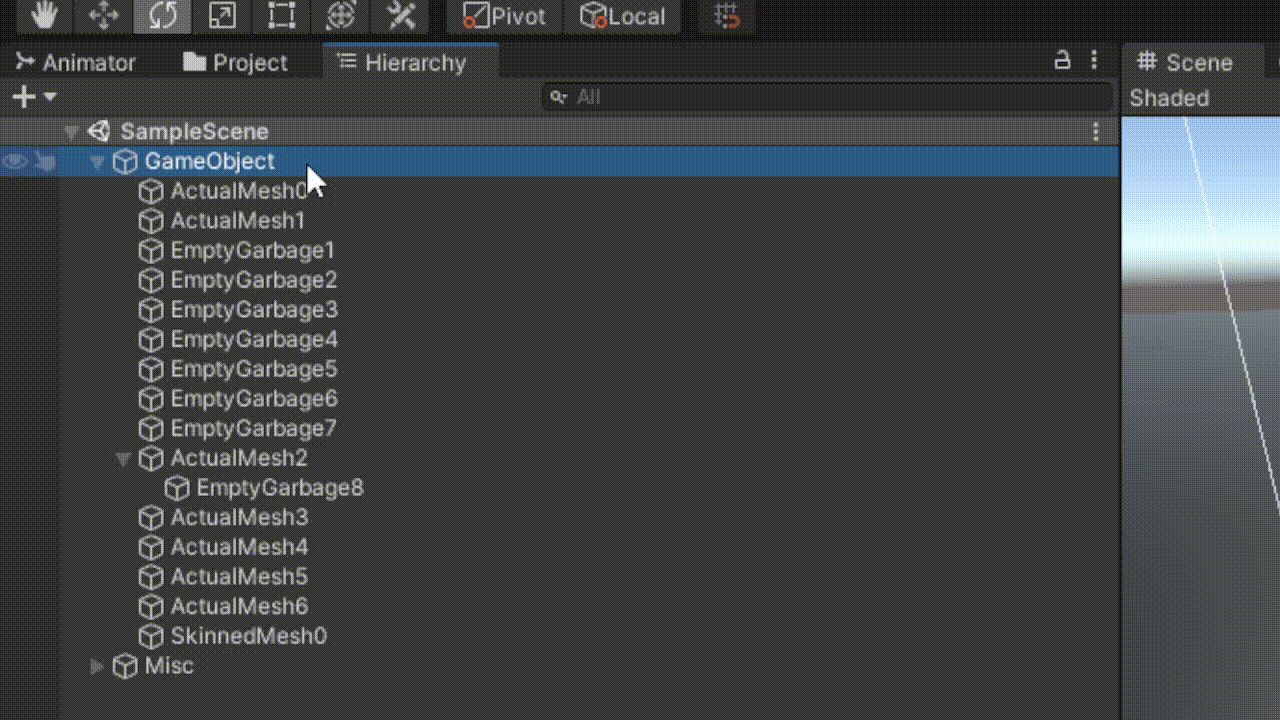 Pivot Local
Animator Project Hierarchy Scene
All Shaded
SampleScene
GameObject
ActualMesh0
ActualMesh1
EmptyGarbage1
EmptyGarbage2
EmptyGarbage3
EmptyGarbage4
EmptyGarbage5
EmptyGarbage6
EmptyGarbage7
ActualMesh2
EmptyGarbage8
ActualMesh3
ActualMesh4
ActualMesh5
ActualMesh6
SkinnedMesh0
Misc